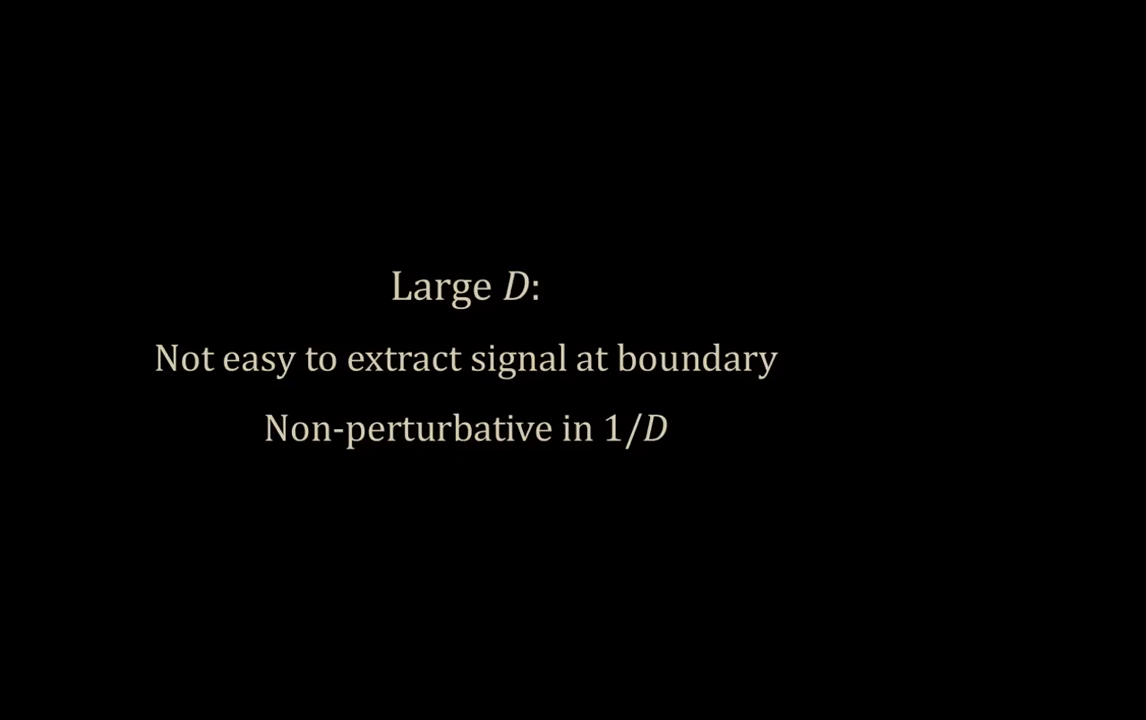 Large D:
Not easy to extract signal at boundary
Non-perturbative in 1/D